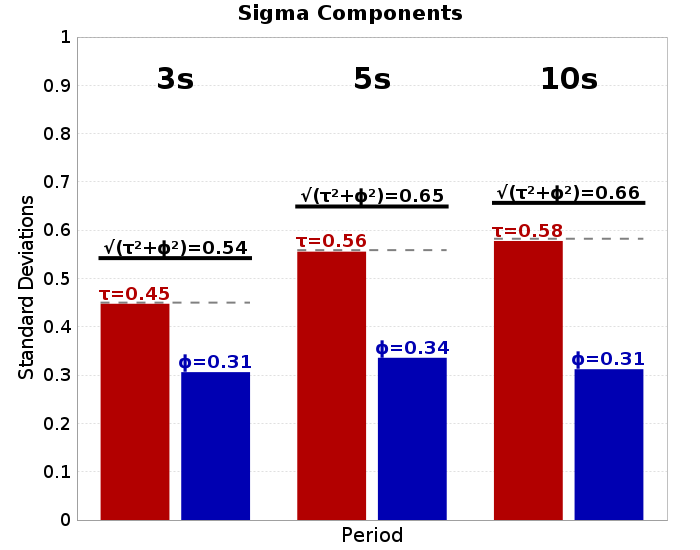 Sigma Components
Standard Deviations
1
0.9
0.8
0.7
0.6
0.5
0.4
0.3
0.2
0.1
0
3s
5s
10s
√(τ²+ϕ²)=0.54
τ=0.45
ϕ=0.31
√(τ²+ϕ²)=0.65
τ=0.56
ϕ=0.34
√(τ²+ϕ²)=0.66
τ=0.58
ϕ=0.31
Period